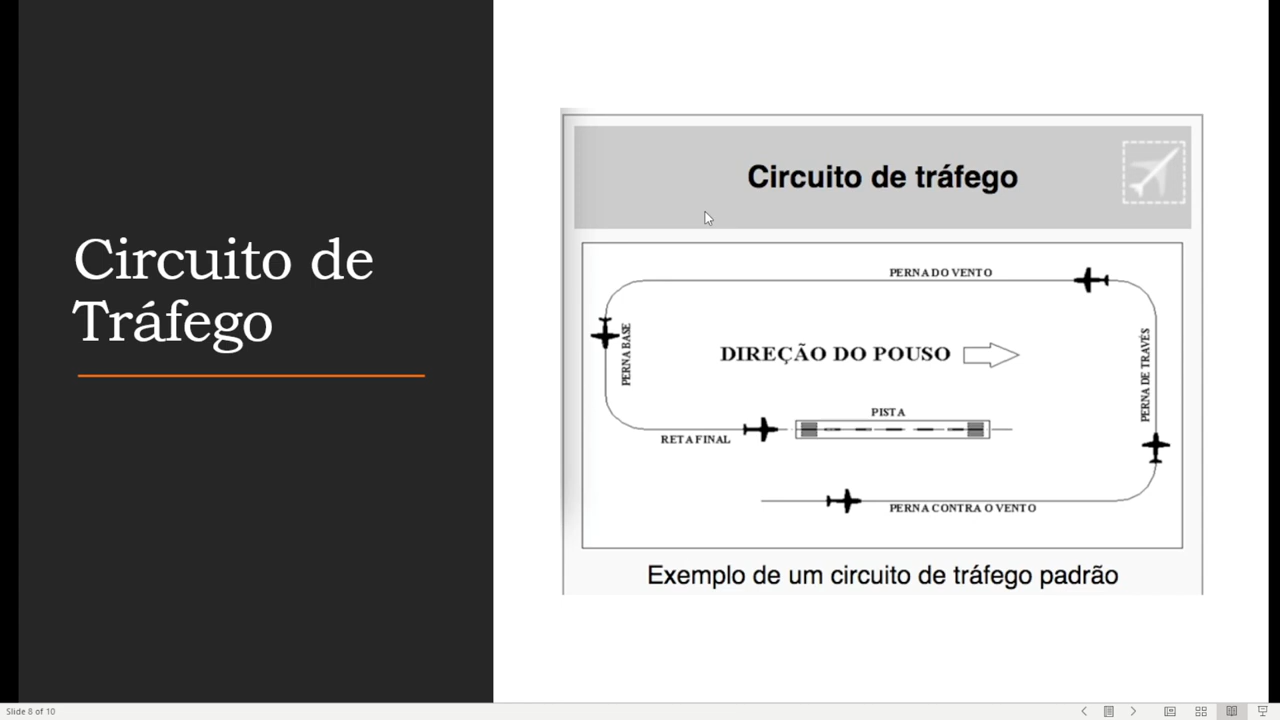 Circuito de
Tráfego
Circuito de tráfego
PERNA DO VENTO
PERNA BASE
DIREÇÃO DO POUSO
PERNA DE TRAVÉS
PISTA
RETA FINAL
PERNA CONTRA O VENTO
Exemplo de um circuito de tráfego padrão
Slide 8 of 10